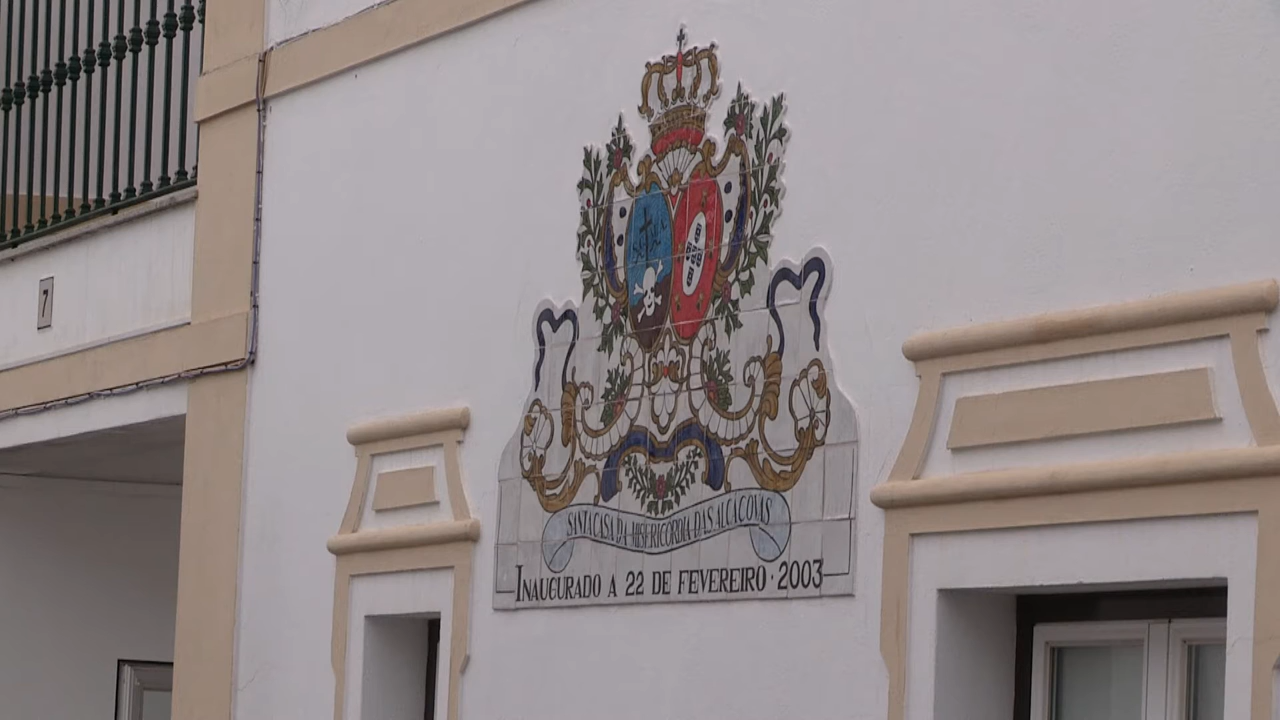 7
SANTA CASA DA MISERICORDIA DAS ALCAÇOVAS
INAUGURADO A 22 DE FEVEREIRO · 2003